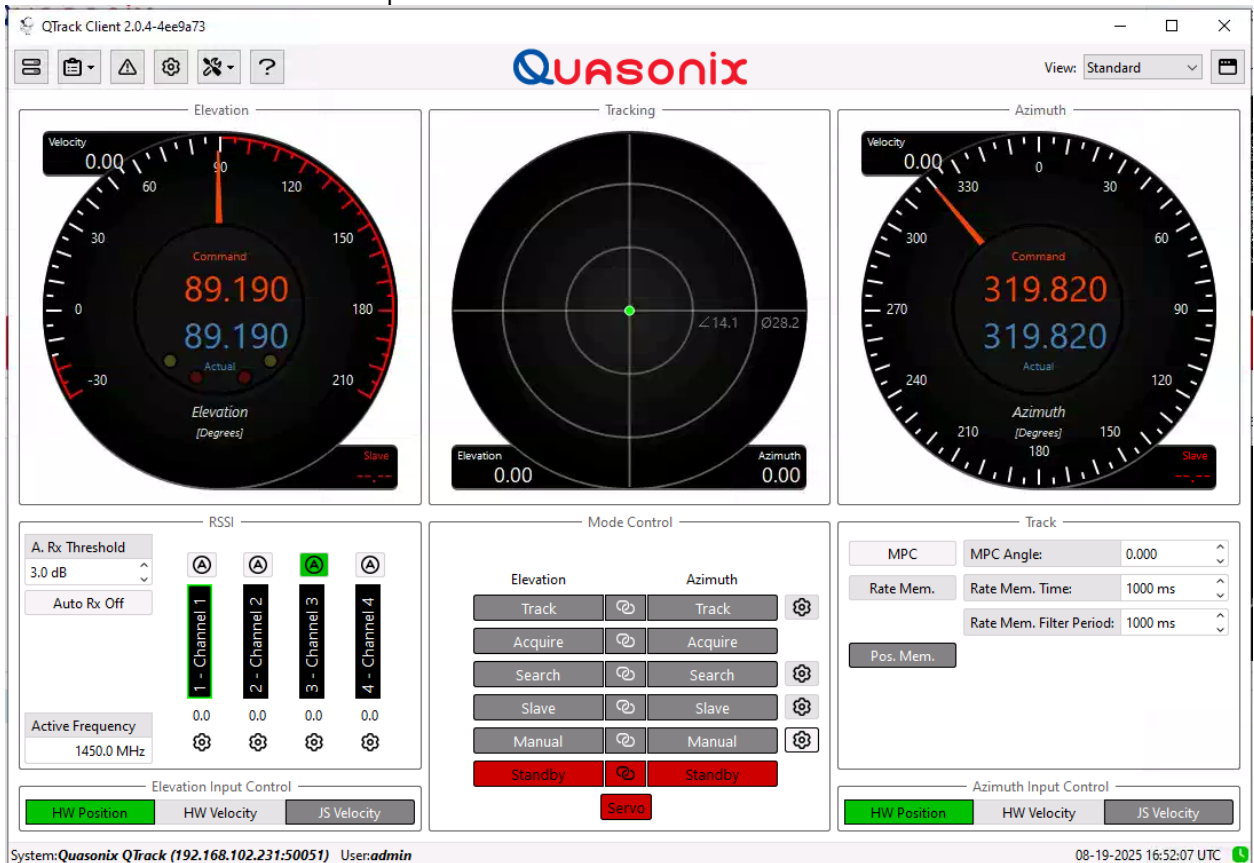 QTrack Client 2.0.4-4ee9a73
Quasonix
View: Standard
Elevation
Velocity
0.00
-30
0
30
60
90
120
150
180
210
Command
89.190
89.190
Actual
Elevation
[Degrees]
Slave
--.--
Tracking
∠14.1 Ø28.2
Elevation
0.00
Azimuth
0.00
Azimuth
Velocity
0.00
0
30
60
90
120
150
180
210
240
270
300
330
Command
319.820
319.820
Actual
Azimuth
[Degrees]
Slave
--.--
RSSI
A. Rx Threshold
3.0 dB
Auto Rx Off
A A A A
1 - Channel 1
2 - Channel 2
3 - Channel 3
4 - Channel 4
0.0 0.0 0.0 0.0
Active Frequency
1450.0 MHz
Mode Control
Elevation Azimuth
Track Track
Acquire Acquire
Search Search
Slave Slave
Manual Manual
Standby Standby
Servo
Track
MPC MPC Angle: 0.000
Rate Mem. Rate Mem. Time: 1000 ms
Rate Mem. Filter Period: 1000 ms
Pos. Mem.
Elevation Input Control
HW Position HW Velocity JS Velocity
Azimuth Input Control
HW Position HW Velocity JS Velocity
System:Quasonix QTrack (192.168.102.231:50051) User:admin
08-19-2025 16:52:07 UTC